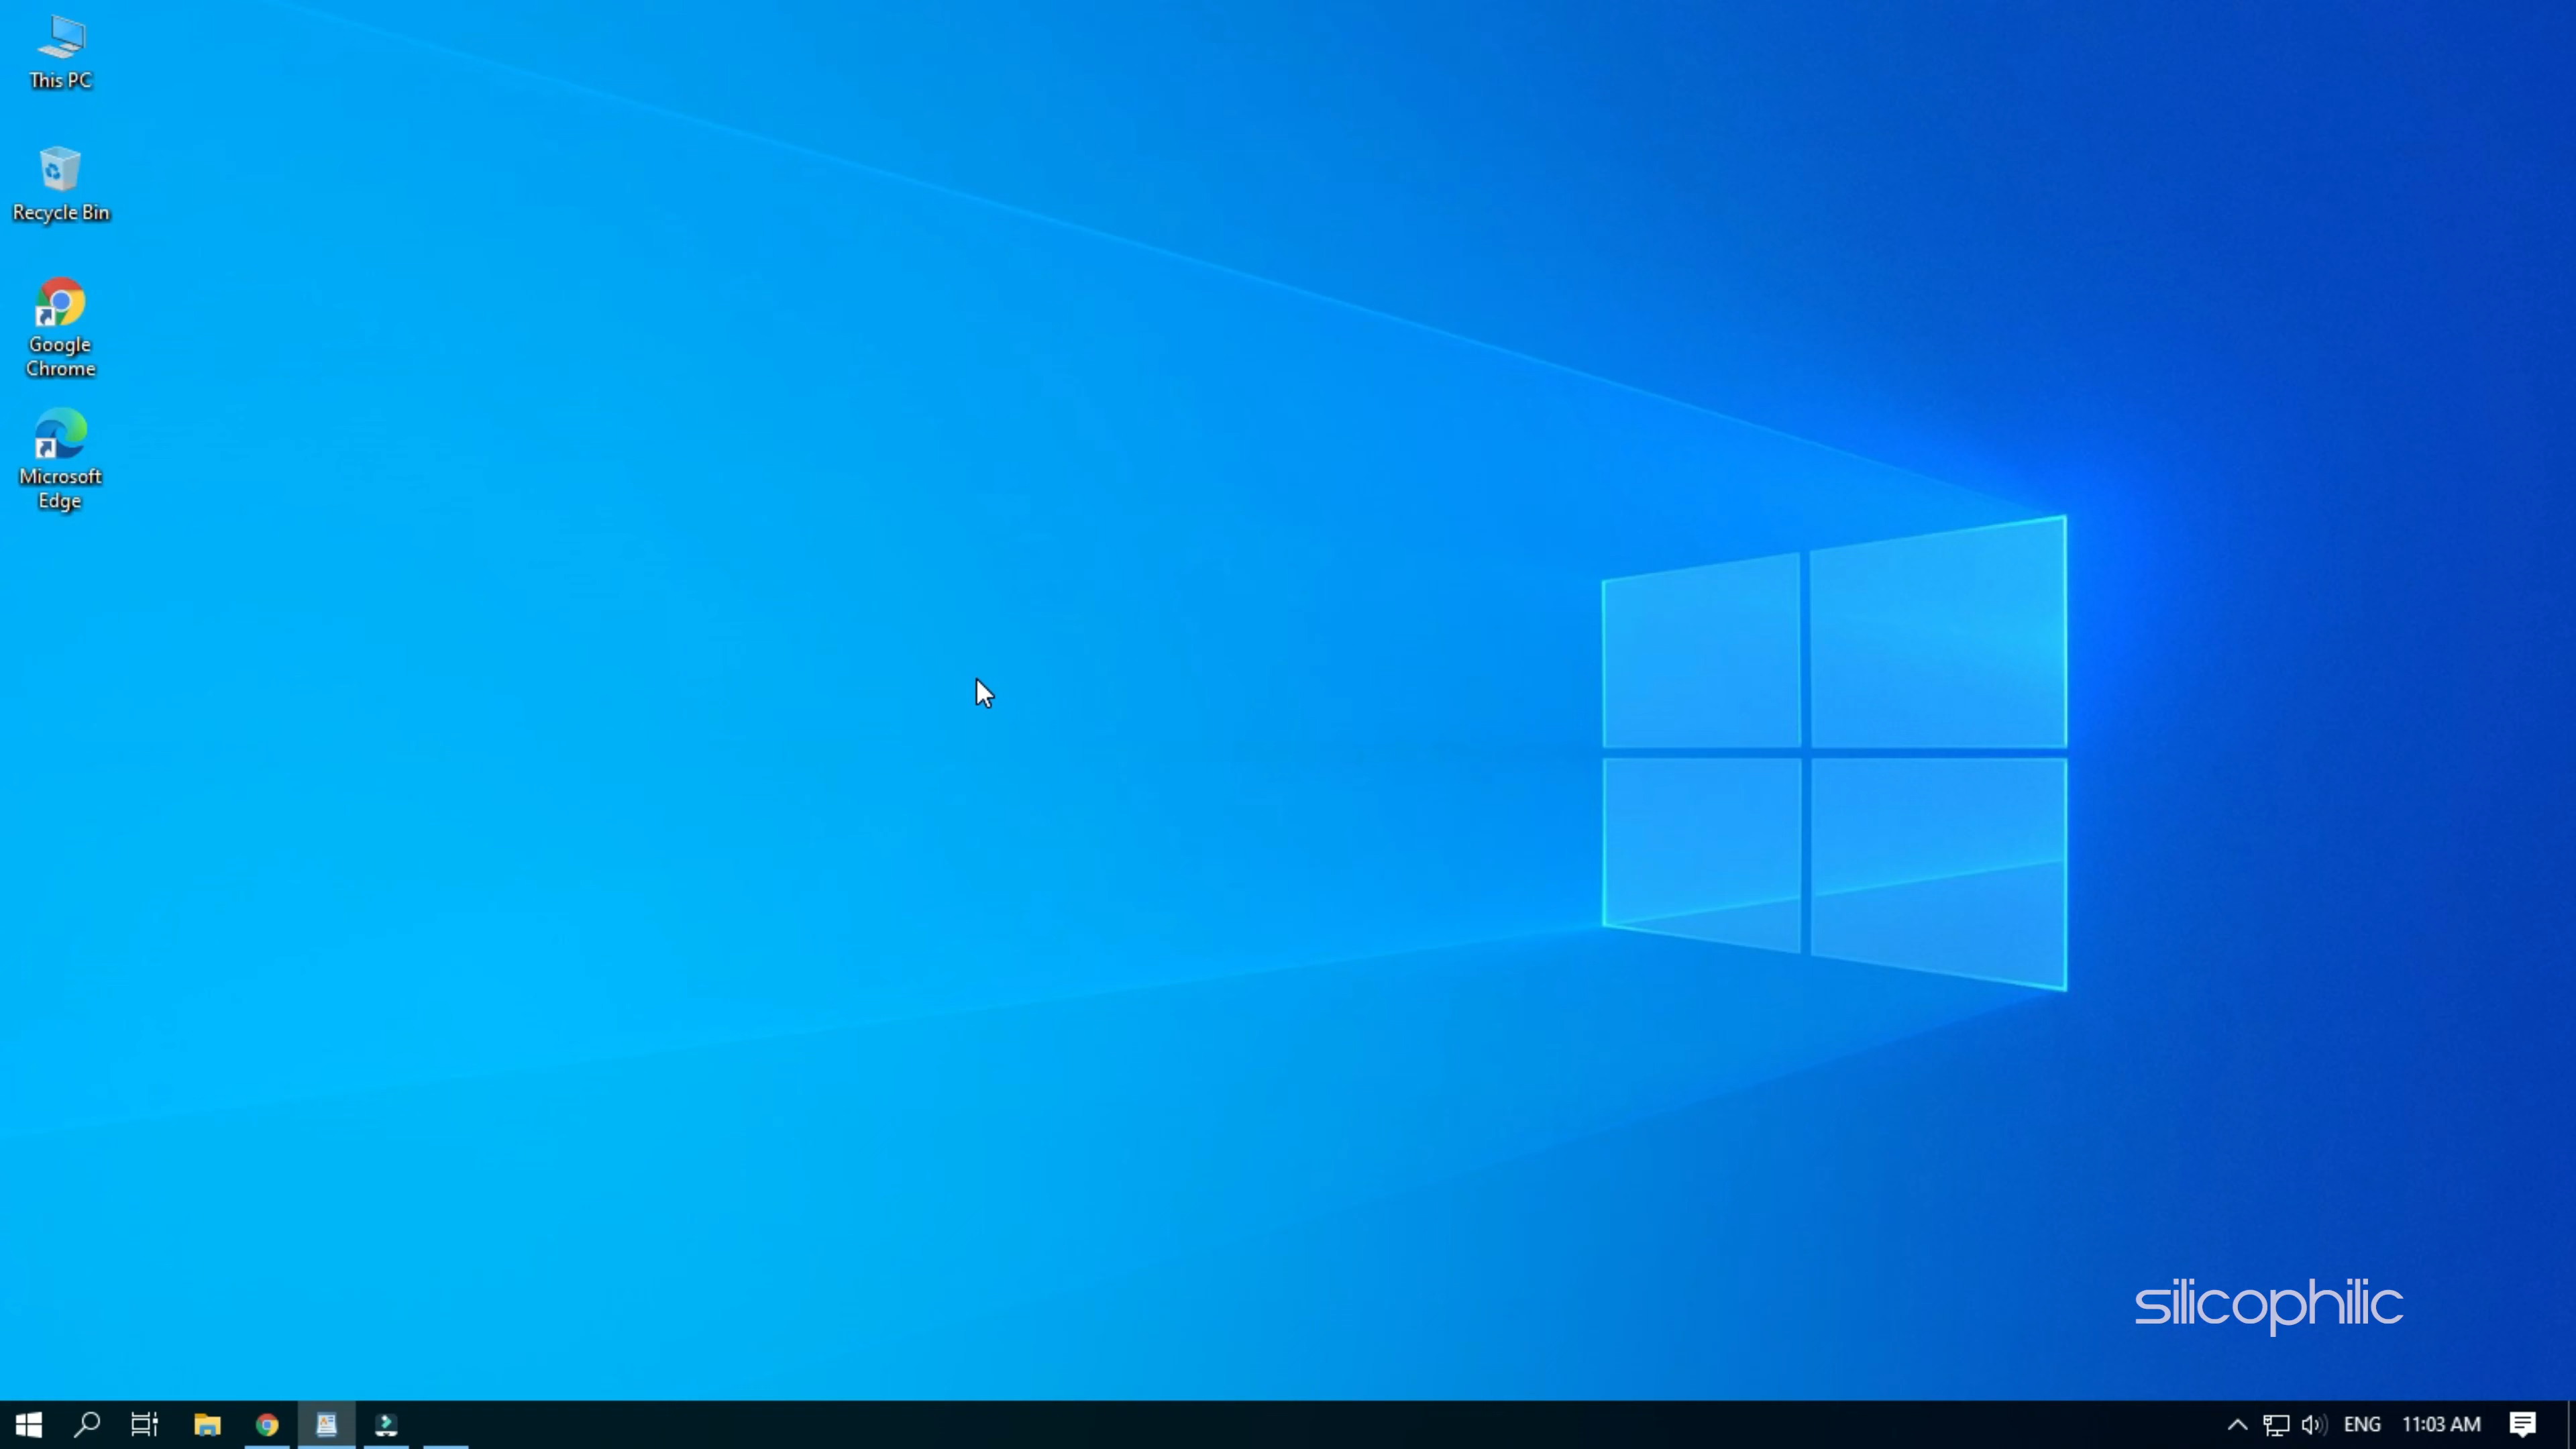 This PC
Recycle Bin
Google
Chrome
Microsoft
Edge
silicophilic
ENG
11:03 AM